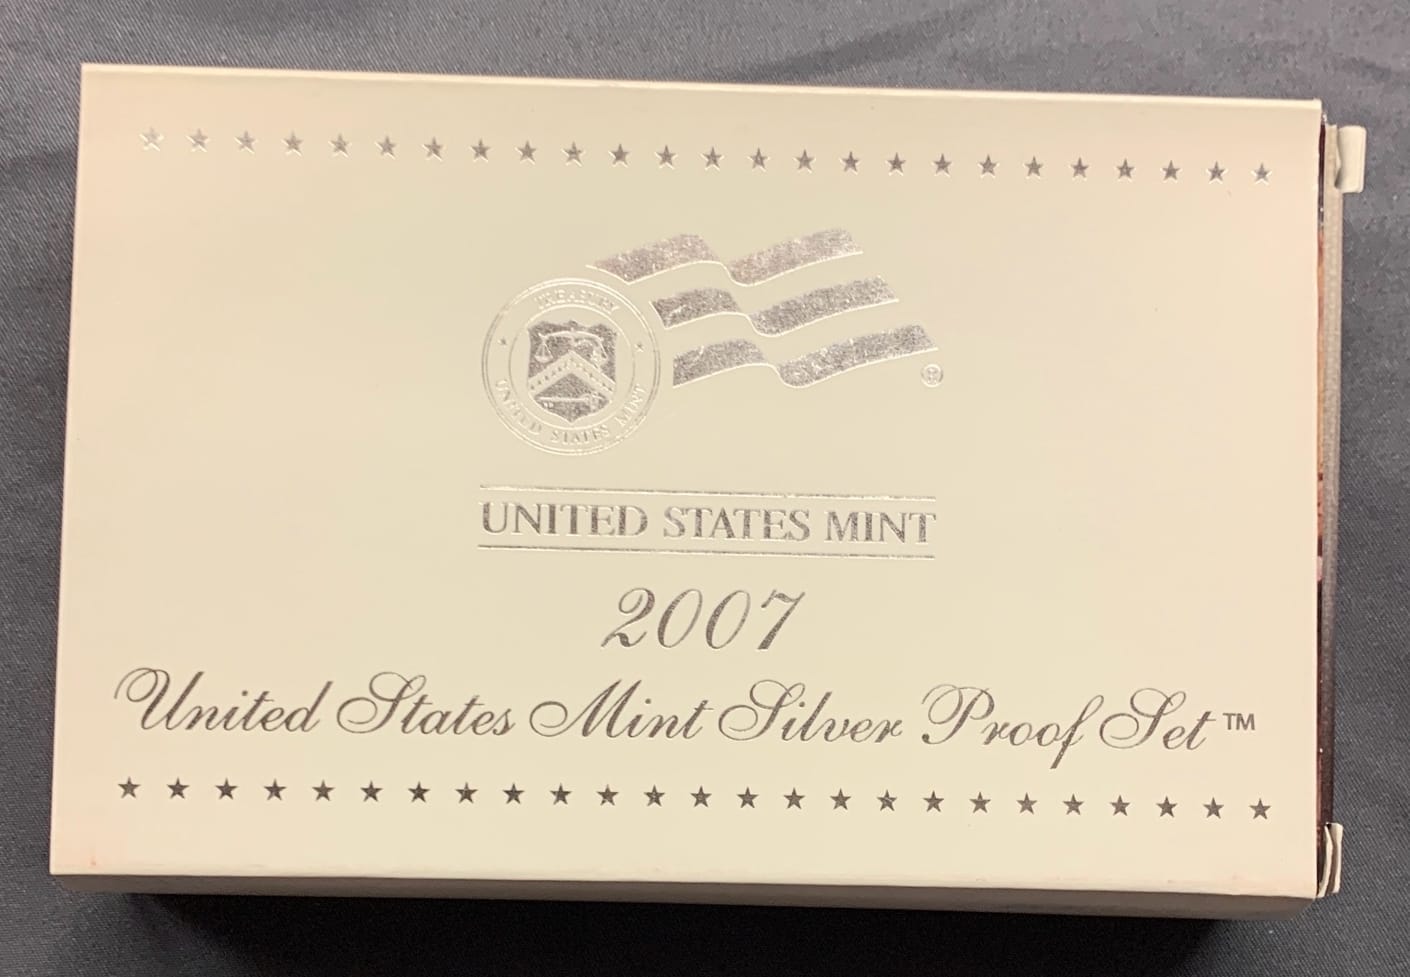 TREASURY
UNITED STATES MINT
®
UNITED STATES MINT
2007
United States Mint Silver Proof Set™